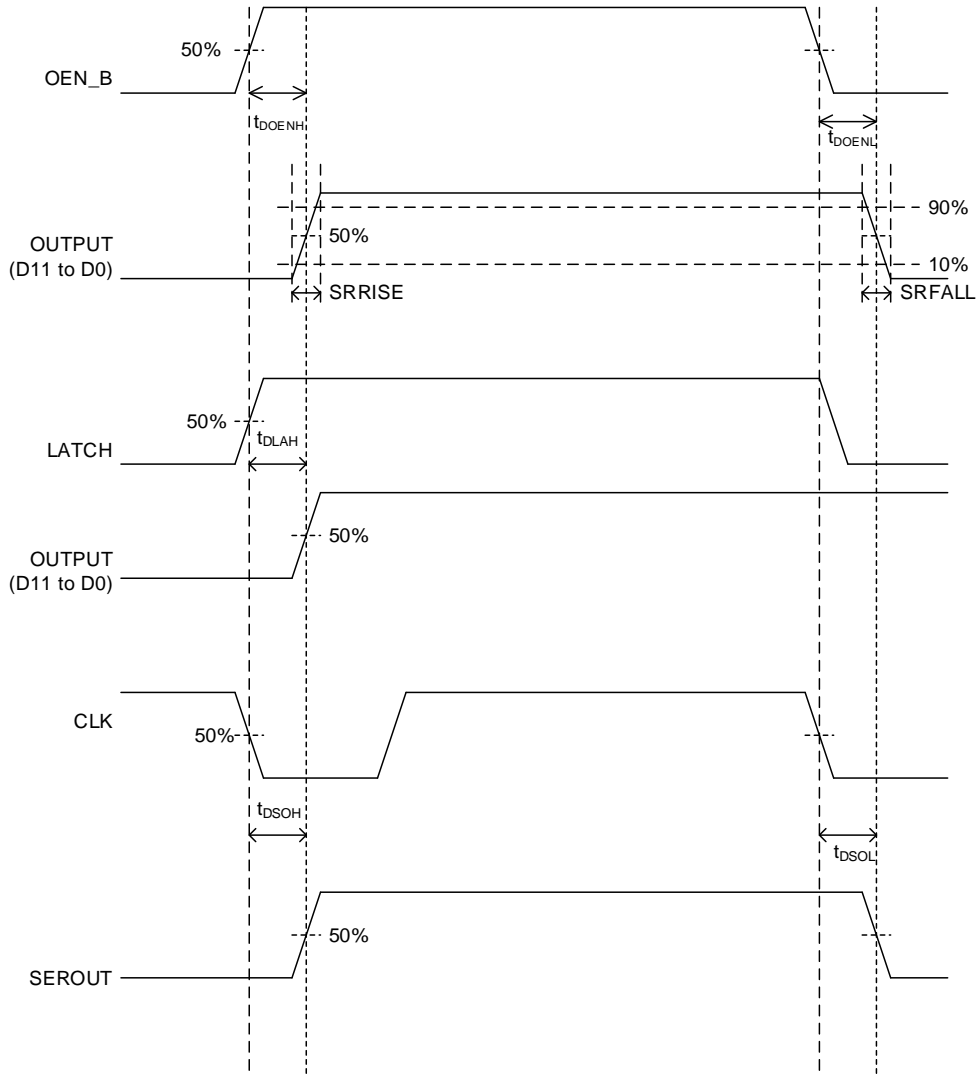 50%
OEN_B
tDOENH
tDOENL
90%
OUTPUT
(D11 to D0)
50%
10%
SRRISE
SRFALL
50%
tDLAH
LATCH
50%
OUTPUT
(D11 to D0)
CLK
50%
tDSOH
tDSOL
50%
SEROUT